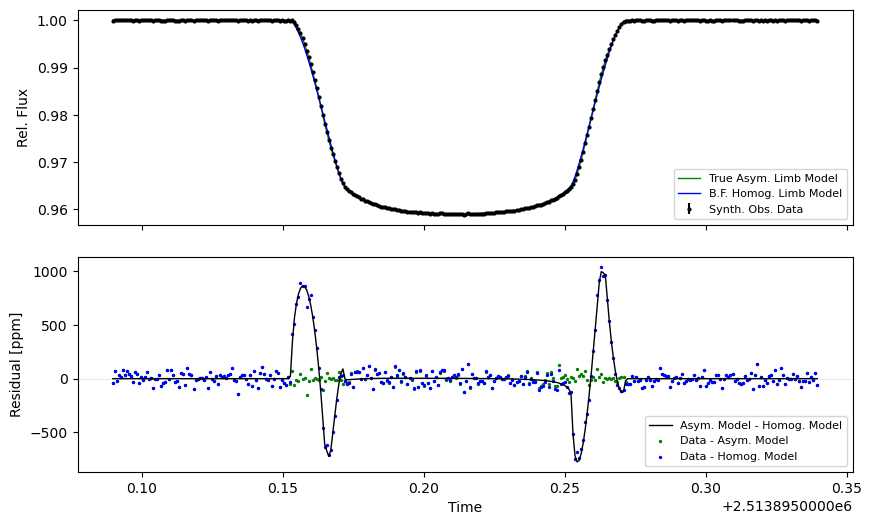 1.00
0.99
0.98
0.97
0.96
Rel. Flux
True Asym. Limb Model
B.F. Homog. Limb Model
Synth. Obs. Data
1000
500
0
−500
Residual [ppm]
Asym. Model - Homog. Model
Data - Asym. Model
Data - Homog. Model
0.10 0.15 0.20 0.25 0.30 0.35
Time
+2.5138950000e6